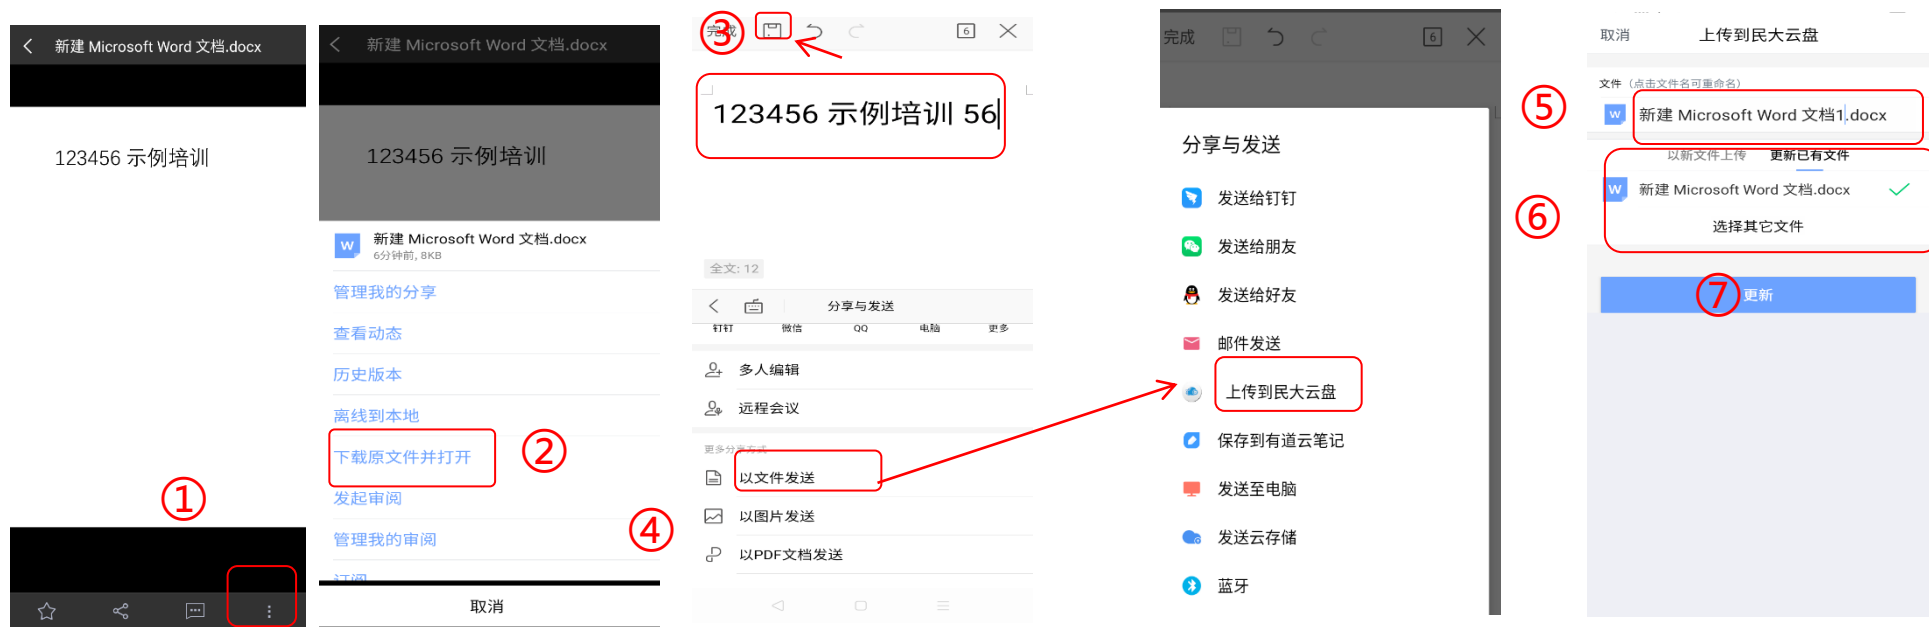 新建 Microsoft Word 文档.docx
123456 示例培训
①
新建 Microsoft Word 文档.docx
123456 示例培训
新建 Microsoft Word 文档.docx
6分钟前, 8KB
管理我的分享
查看动态
历史版本
离线到本地
下载原文件并打开
②
发起审阅
管理我的审阅
订阅
取消
③
完成
6
123456 示例培训 56
全文: 12
分享与发送
钉钉 微信 QQ 电脑 更多
多人编辑
远程会议
更多分享方式
以文件发送
④
以图片发送
以PDF文档发送
完成
6
分享与发送
发送给钉钉
发送给朋友
发送给好友
邮件发送
上传到民大云盘
保存到有道云笔记
发送至电脑
发送云存储
蓝牙
取消 上传到民大云盘
文件 (点击文件名可重命名)
⑤
W 新建 Microsoft Word 文档1.docx
以新文件上传 更新已有文件
⑥
W 新建 Microsoft Word 文档.docx
选择其它文件
⑦ 更新